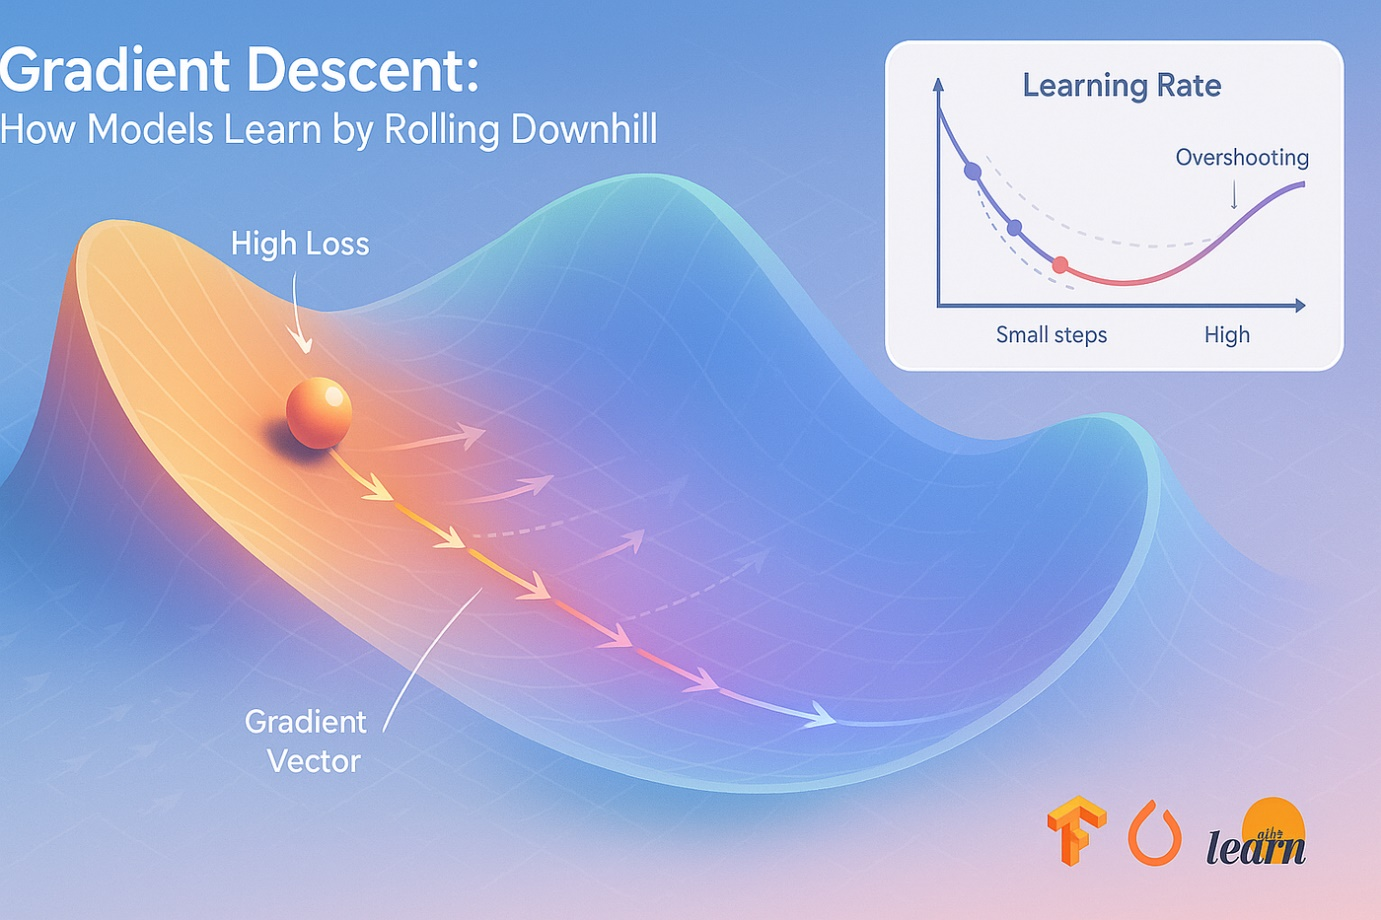 Gradient Descent:
How Models Learn by Rolling Downhill
High Loss
Gradient
Vector
Learning Rate
Overshooting
Small steps
High
learn